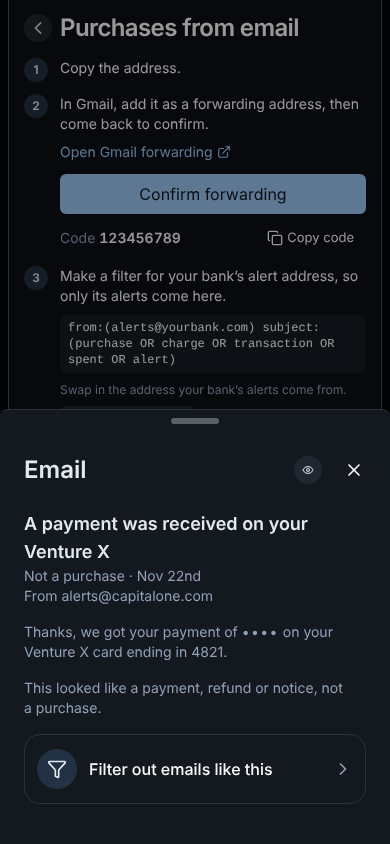 Purchases from email
1
Copy the address.
2
In Gmail, add it as a forwarding address, then
come back to confirm.
Open Gmail forwarding
Confirm forwarding
Code 123456789
Copy code
3
Make a filter for your bank’s alert address, so
only its alerts come here.
from:(alerts@yourbank.com) subject:
(purchase OR charge OR transaction OR
spent OR alert)
Swap in the address your bank’s alerts come from.
Email
A payment was received on your
Venture X
Not a purchase · Nov 22nd
From alerts@capitalone.com
Thanks, we got your payment of •••• on your
Venture X card ending in 4821.
This looked like a payment, refund or notice, not
a purchase.
Filter out emails like this